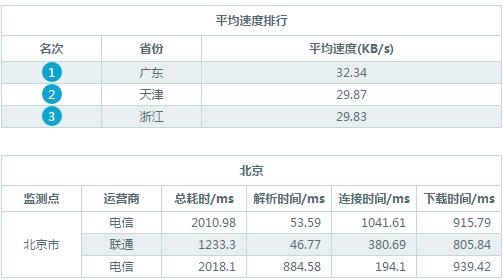 平均速度排行
名次 省份 平均速度(KB/s)
1 广东 32.34
2 天津 29.87
3 浙江 29.83
北京
监测点 运营商 总耗时/ms 解析时间/ms 连接时间/ms 下载时间/ms
电信 2010.98 53.59 1041.61 915.79
北京市 联通 1233.3 46.77 380.69 805.84
电信 2018.1 884.58 194.1 939.42